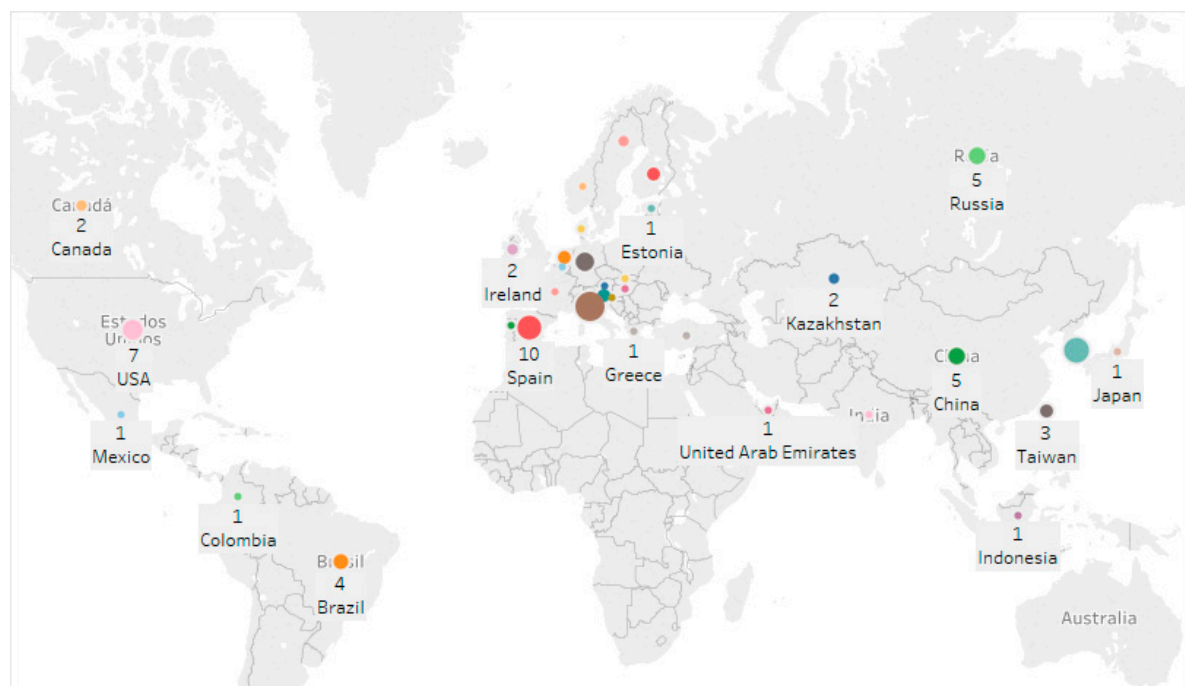 Canadá
2
Canada
Estados
Unidos
7
USA
1
Mexico
1
Colombia
Brasil
4
Brazil
2
Ireland
10
Spain
1
Estonia
1
Greece
1
United Arab Emirates
2
Kazakhstan
5
Russia
India
China
5
China
1
Japan
3
Taiwan
1
Indonesia
Australia